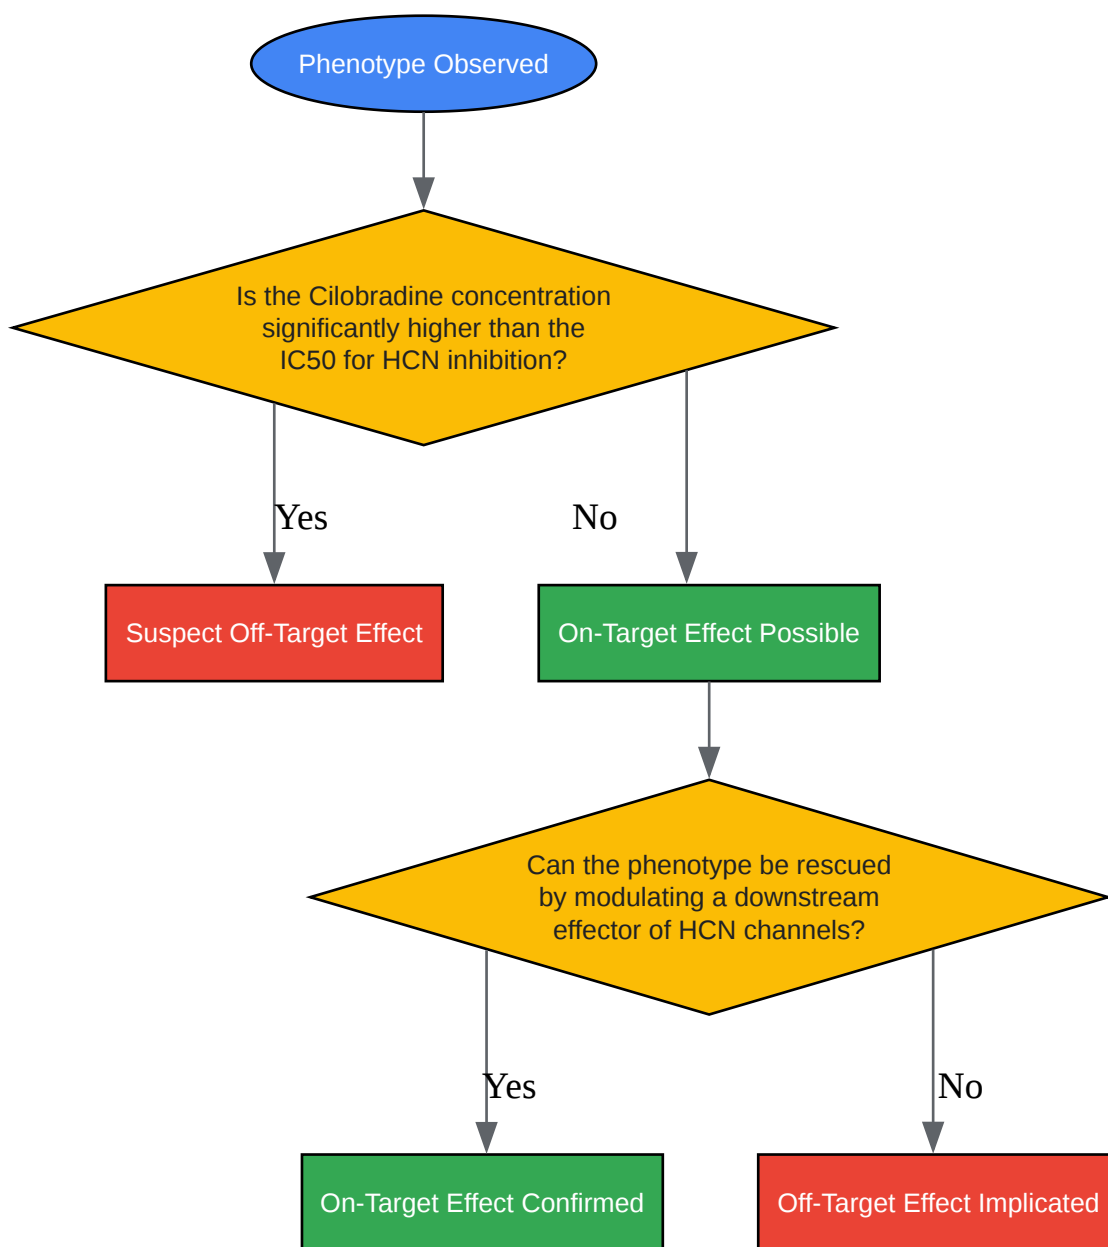 Phenotype Observed
Is the Cilobradine concentration
significantly higher than the
IC50 for HCN inhibition?
Yes
No
Suspect Off-Target Effect
On-Target Effect Possible
Can the phenotype be rescued
by modulating a downstream
effector of HCN channels?
Yes
No
On-Target Effect Confirmed
Off-Target Effect Implicated